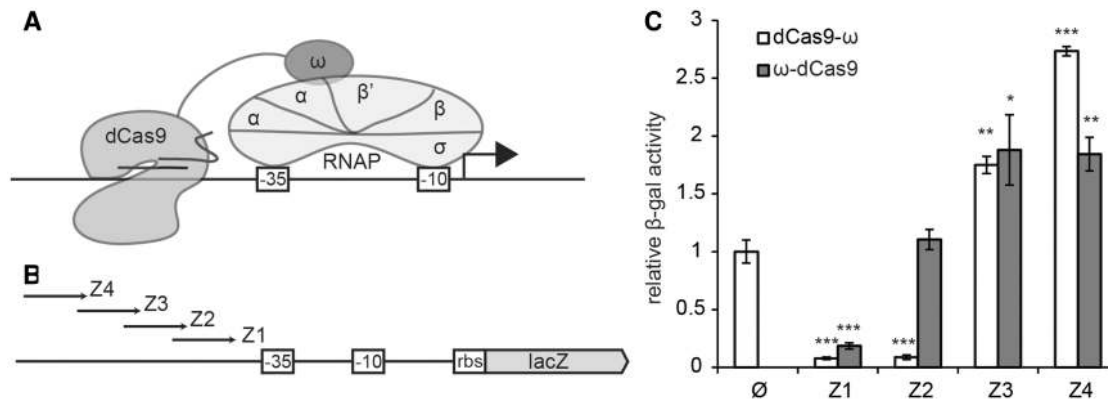 A
ω
α
α
β'
β
dCas9
σ
RNAP
-35
-10
B
Z4
Z3
Z2
Z1
-35
-10
rbs
lacZ
C
relative β-gal activity
3
2.5
2
1.5
1
0.5
0
dCas9-ω
ω-dCas9
***
***
***
***
**
*
***
**
Ø
Z1
Z2
Z3
Z4